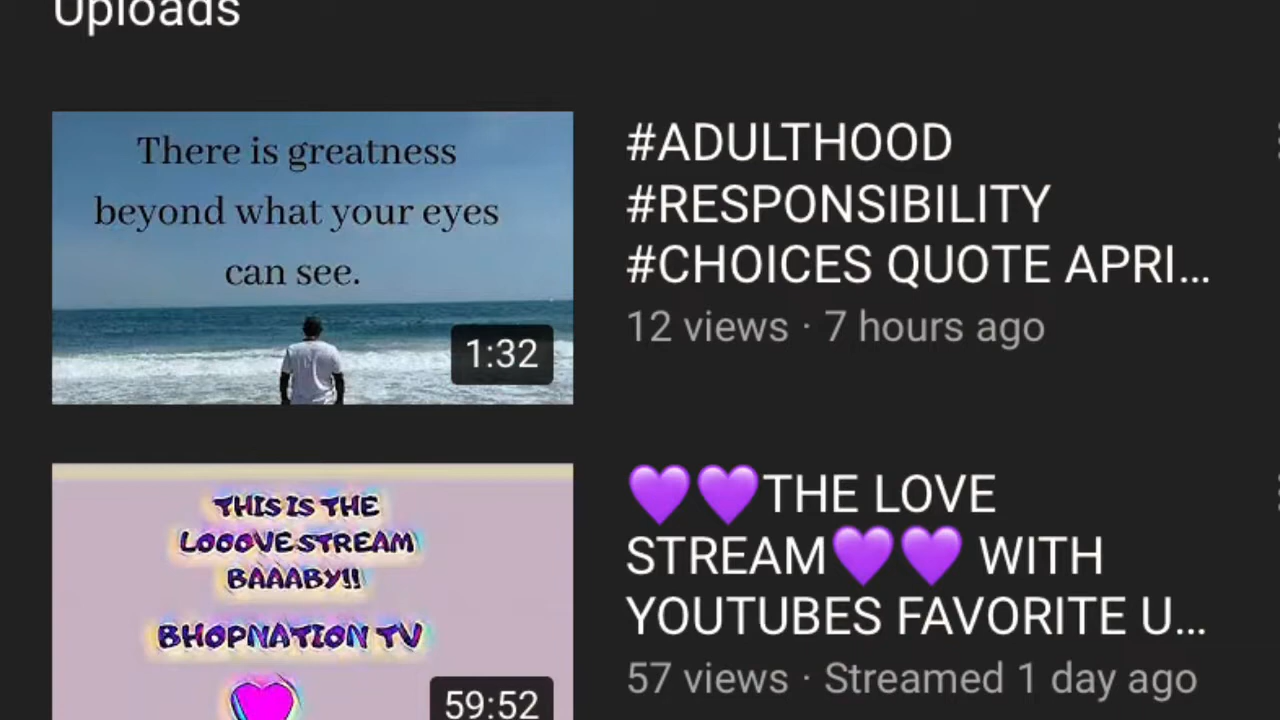 Uploads
There is greatness
beyond what your eyes
can see.
1:32
#ADULTHOOD
#RESPONSIBILITY
#CHOICES QUOTE APRI...
12 views · 7 hours ago
THIS IS THE
LOOOVE STREAM
BAAABY!!
BHOPNATION TV
59:52
💜💜THE LOVE
STREAM💜💜 WITH
YOUTUBES FAVORITE U...
57 views · Streamed 1 day ago